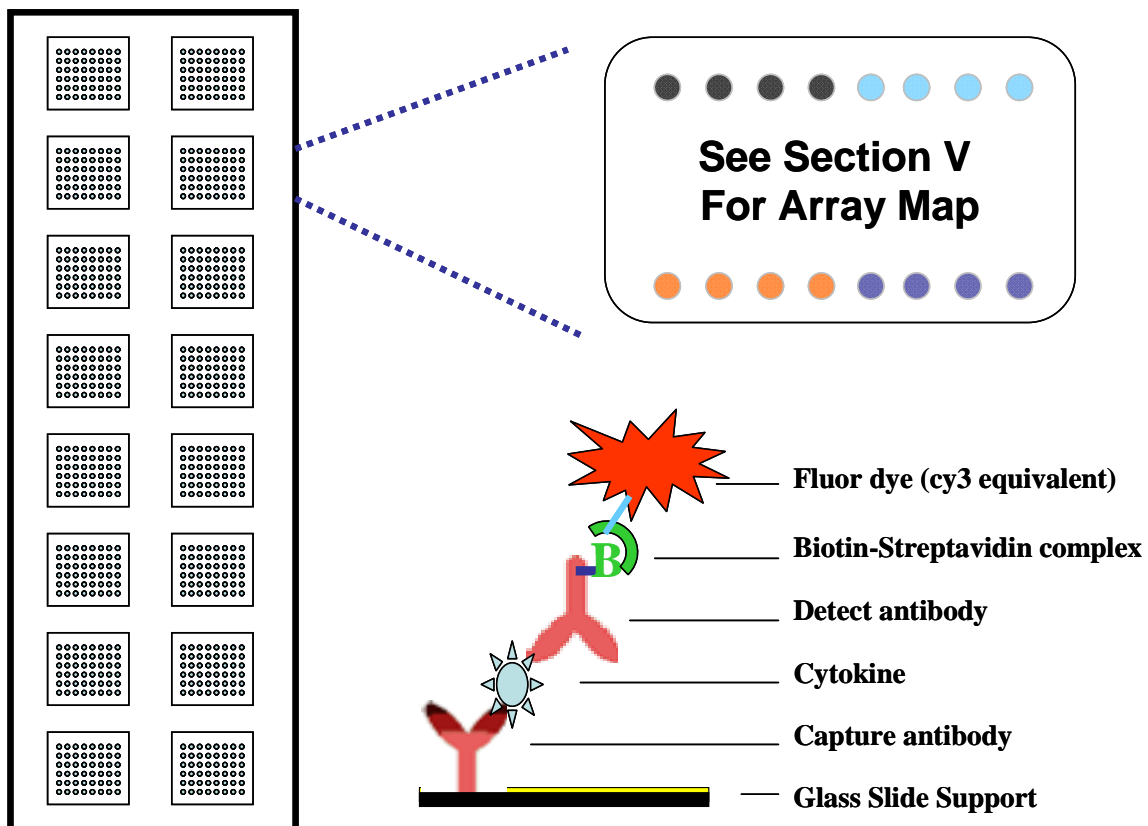 See Section V
For Array Map
Fluor dye (cy3 equivalent)
B
Biotin-Streptavidin complex
Detect antibody
Cytokine
Capture antibody
Glass Slide Support